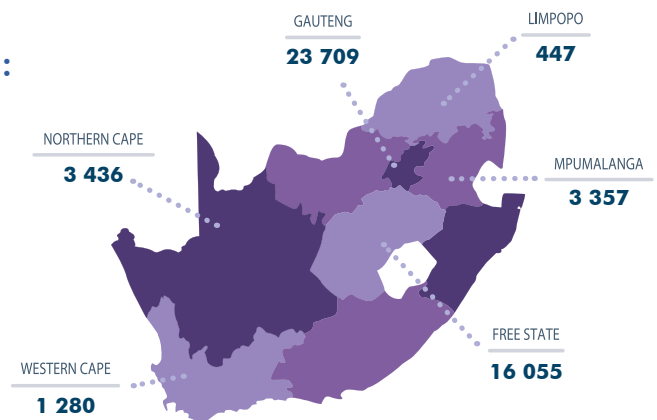 GAUTENG
23 709
LIMPOPO
447
:
NORTHERN CAPE
3 436
MPUMALANGA
3 357
FREE STATE
16 055
WESTERN CAPE
1 280